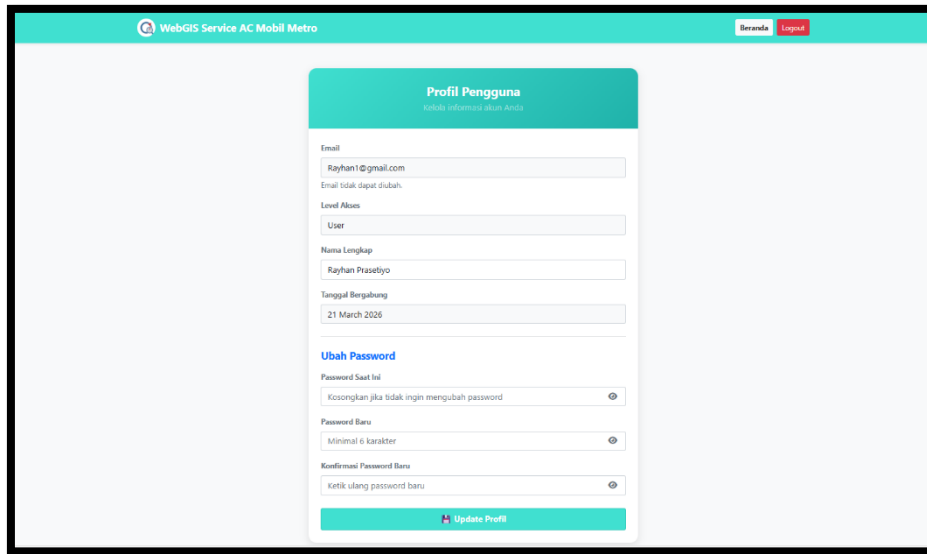 WebGIS Service AC Mobil Metro
Beranda
Logout
Profil Pengguna
Kelola informasi akun Anda
Email
Rayhan1@gmail.com
Email tidak dapat diubah.
Level Akses
User
Nama Lengkap
Rayhan Prasetiyo
Tanggal Bergabung
21 March 2026
Ubah Password
Password Saat Ini
Kosongkan jika tidak ingin mengubah password
Password Baru
Minimal 6 karakter
Konfirmasi Password Baru
Ketik ulang password baru
Update Profil